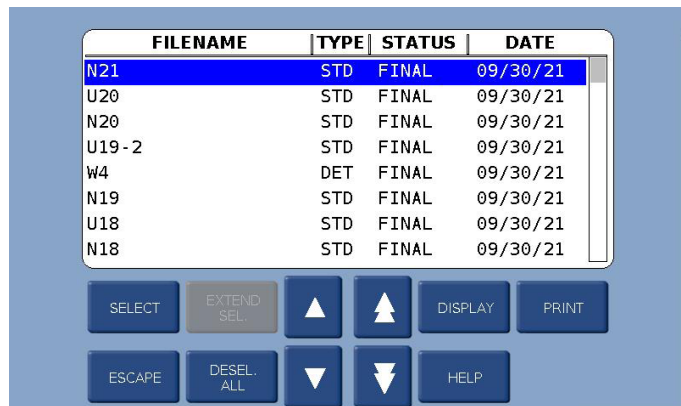 FILENAME TYPE STATUS DATE
N21 STD FINAL 09/30/21
U20 STD FINAL 09/30/21
N20 STD FINAL 09/30/21
U19-2 STD FINAL 09/30/21
W4 DET FINAL 09/30/21
N19 STD FINAL 09/30/21
U18 STD FINAL 09/30/21
N18 STD FINAL 09/30/21
SELECT EXTEND SEL. DISPLAY PRINT
ESCAPE DESEL. ALL HELP